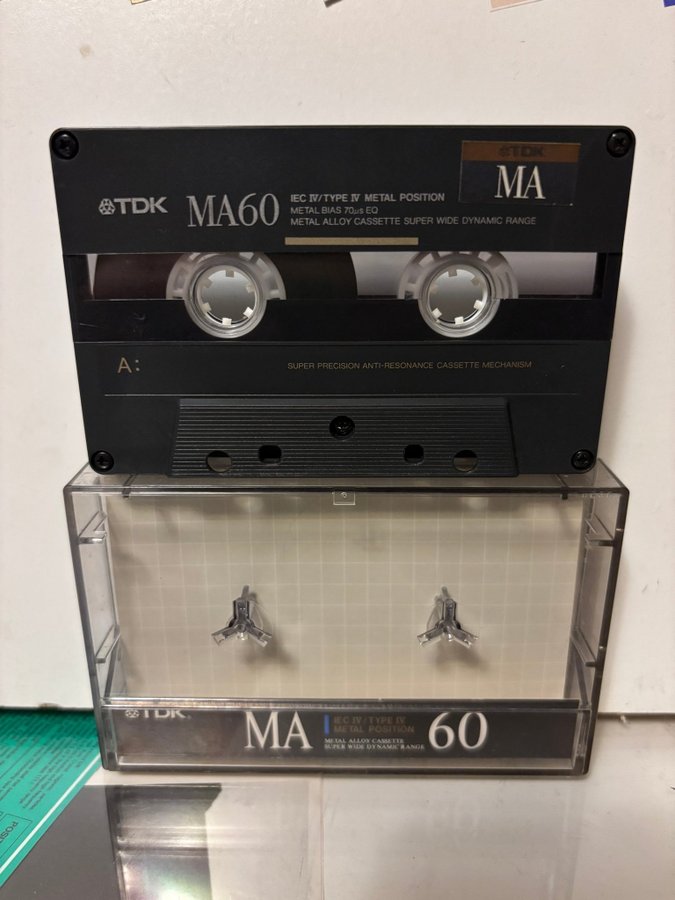 TDK
MA
TDK MA60 IEC IV/TYPE IV METAL POSITION
METAL BIAS 70μs EQ
METAL ALLOY CASSETTE SUPER WIDE DYNAMIC RANGE
A:
SUPER PRECISION ANTI-RESONANCE CASSETTE MECHANISM
TDK MA IEC IV/TYPE IV METAL POSITION 60
METAL ALLOY CASSETTE
SUPER WIDE DYNAMIC RANGE